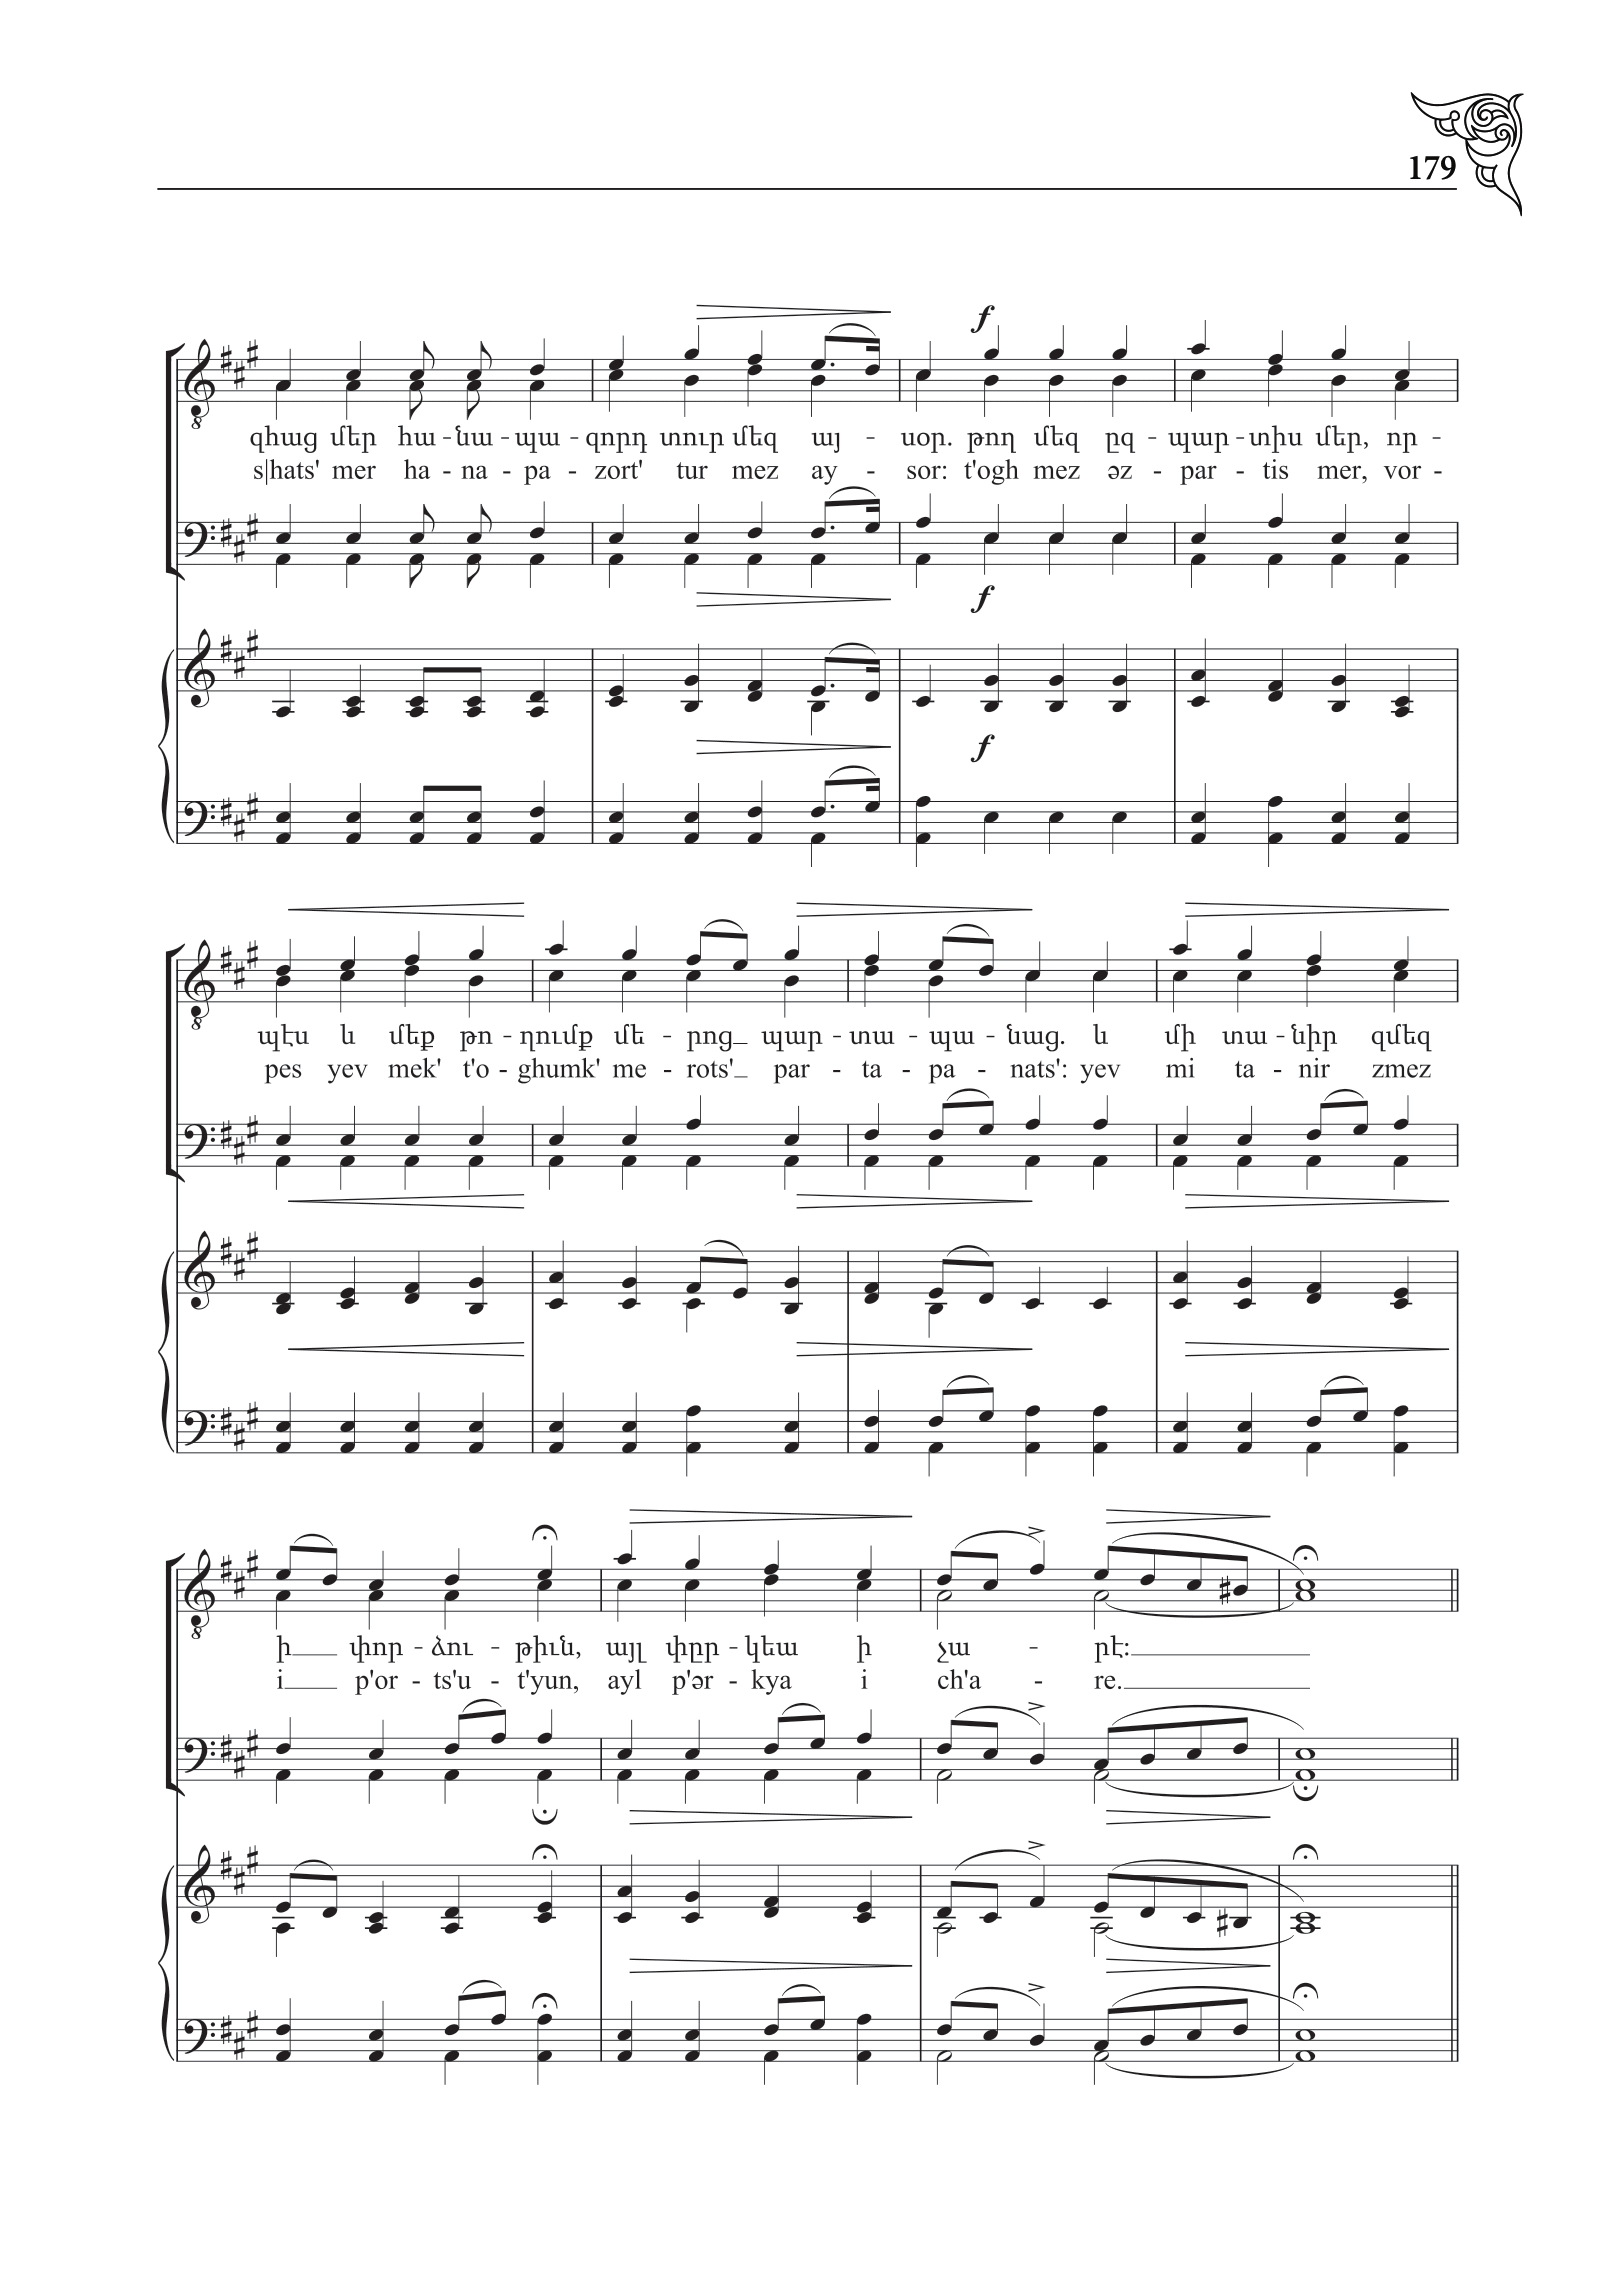 179
f
զհաց մեր հա - նա - պա - զորդ տուր մեզ այ - սօր. թող մեզ ըզ - պար - տիս մեր, որ -
s|hats' mer ha - na - pa - zort' tur mez ay - sor: t'ogh mez əz - par - tis mer, vor -
f
f
պէս և մեք թո - ղումք մե - րոց_ պար - տա - պա - նաց. և մի տա - նիր զմեզ
pes yev mek' t'o - ghumk' me - rots'_ par - ta - pa - nats': yev mi ta - nir zmez
ի__ փոր - ձու - թիւն, այլ փըր - կեա ի չա - րէ:__
i__ p'or - ts'u - t'yun, ayl p'ər - kya i ch'a - re.__